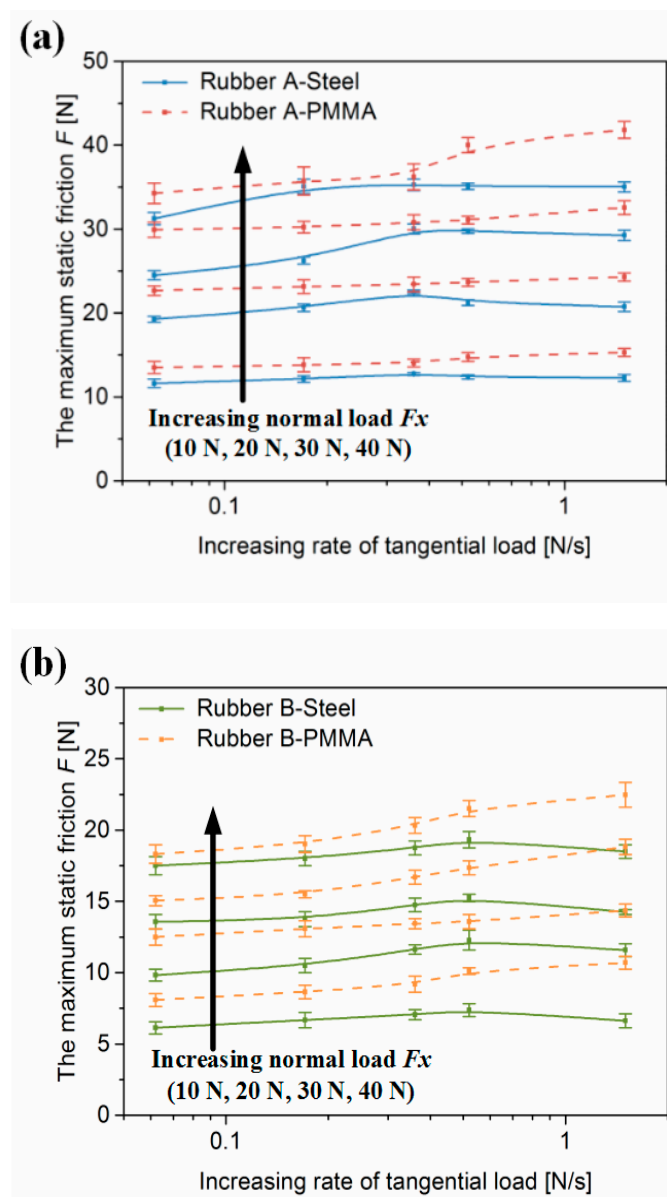 (a)
50
40
30
20
10
0
The maximum static friction F [N]
Rubber A-Steel
Rubber A-PMMA
Increasing normal load Fx
(10 N, 20 N, 30 N, 40 N)
0.1
1
Increasing rate of tangential load [N/s]
(b)
30
25
20
15
10
5
0
The maximum static friction F [N]
Rubber B-Steel
Rubber B-PMMA
Increasing normal load Fx
(10 N, 20 N, 30 N, 40 N)
0.1
1
Increasing rate of tangential load [N/s]